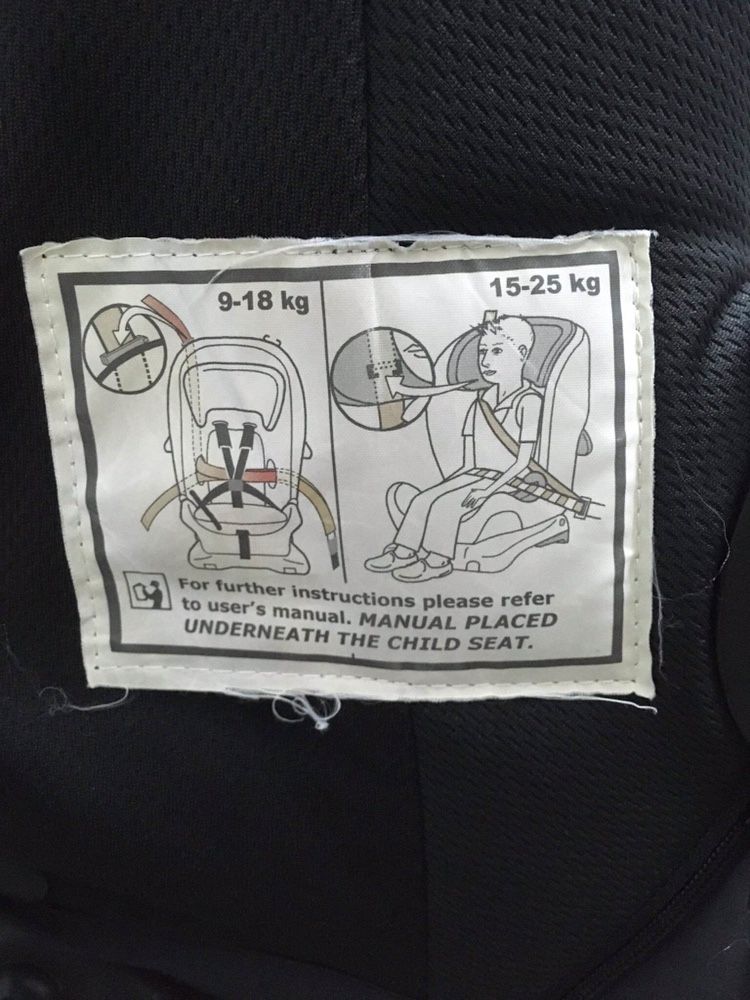 9-18 kg
15-25 kg
For further instructions please refer
to user's manual. MANUAL PLACED
UNDERNEATH THE CHILD SEAT.